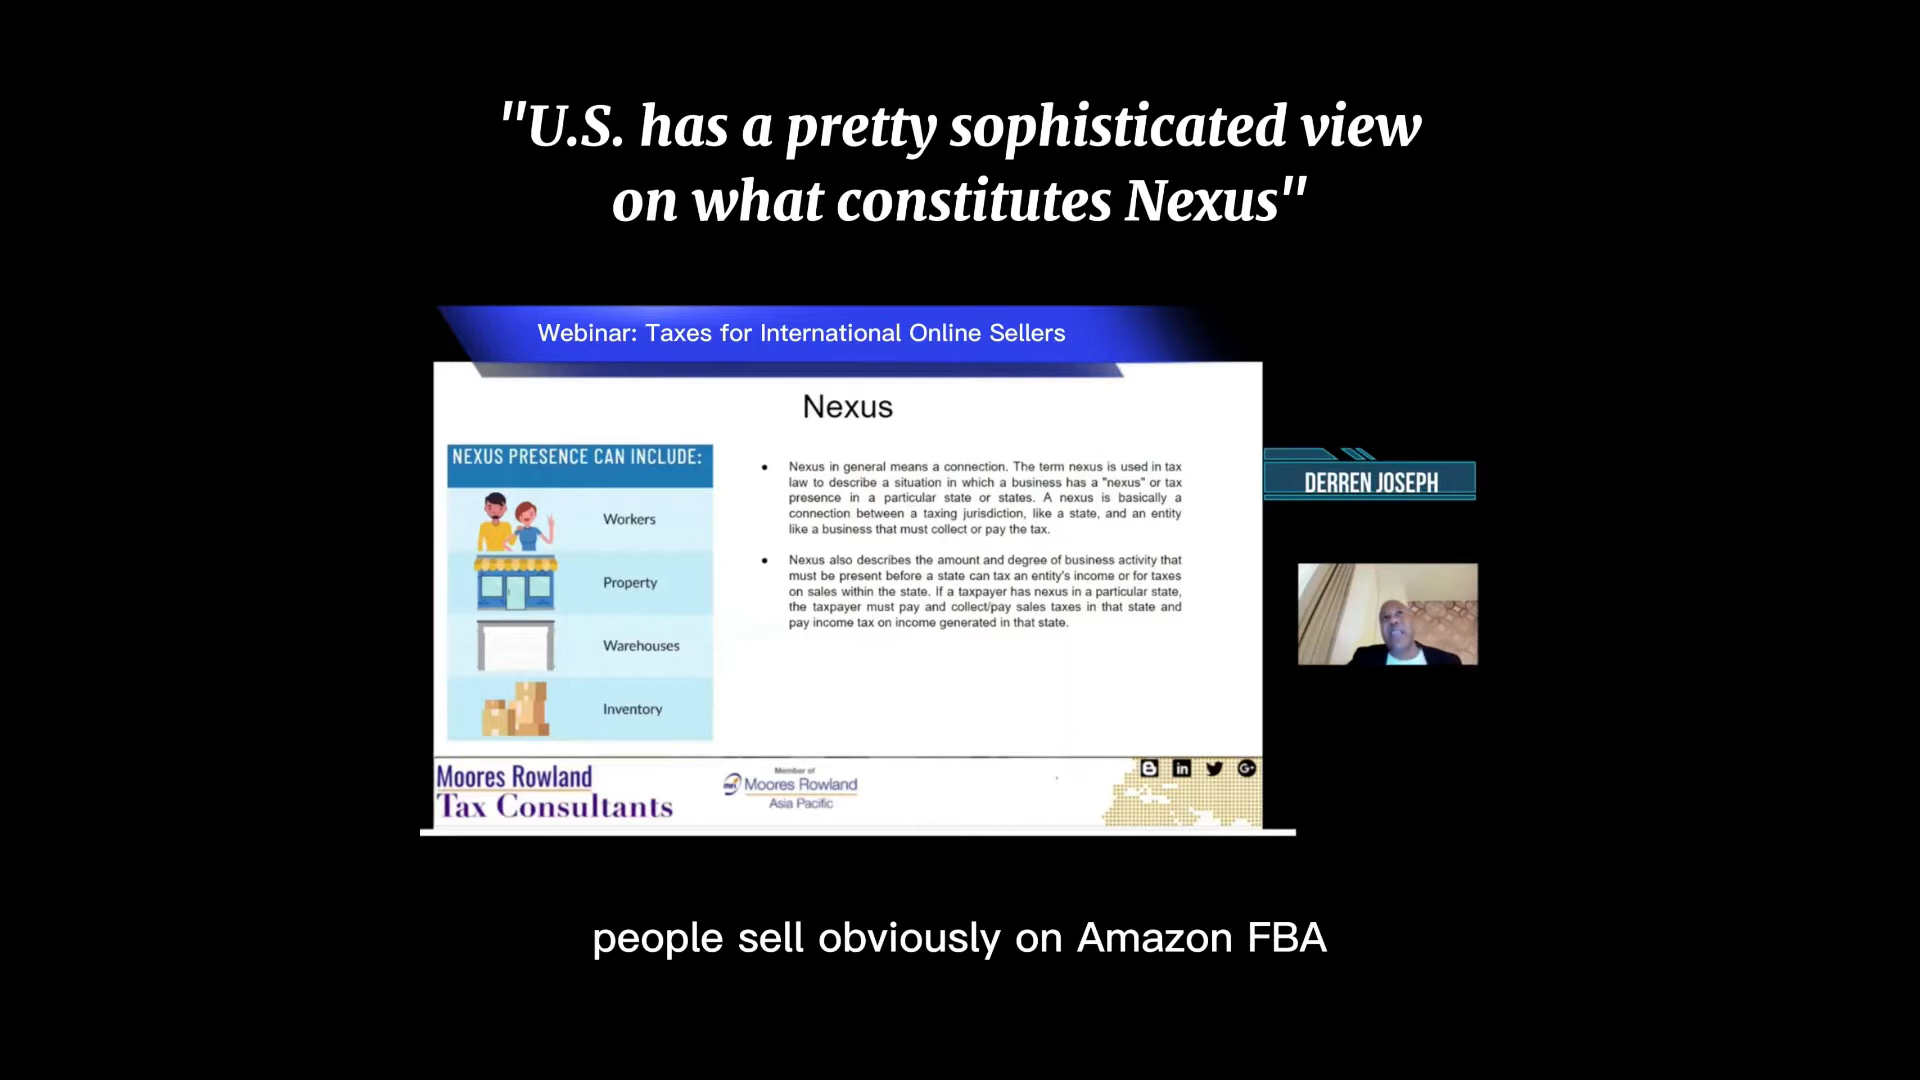 "U.S. has a pretty sophisticated view
on what constitutes Nexus"
Webinar: Taxes for International Online Sellers
Nexus
NEXUS PRESENCE CAN INCLUDE:
Workers
Property
Warehouses
Inventory
• Nexus in general means a connection. The term nexus is used in tax
law to describe a situation in which a business has a "nexus" or tax
presence in a particular state or states. A nexus is basically a
connection between a taxing jurisdiction, like a state, and an entity
like a business that must collect or pay the tax.
• Nexus also describes the amount and degree of business activity that
must be present before a state can tax an entity's income or for taxes
on sales within the state. If a taxpayer has nexus in a particular state,
the taxpayer must pay and collect/pay sales taxes in that state and
pay income tax on income generated in that state.
DERREN JOSEPH
Moores Rowland
Tax Consultants
Member of
mri Moores Rowland
Asia Pacific
people sell obviously on Amazon FBA